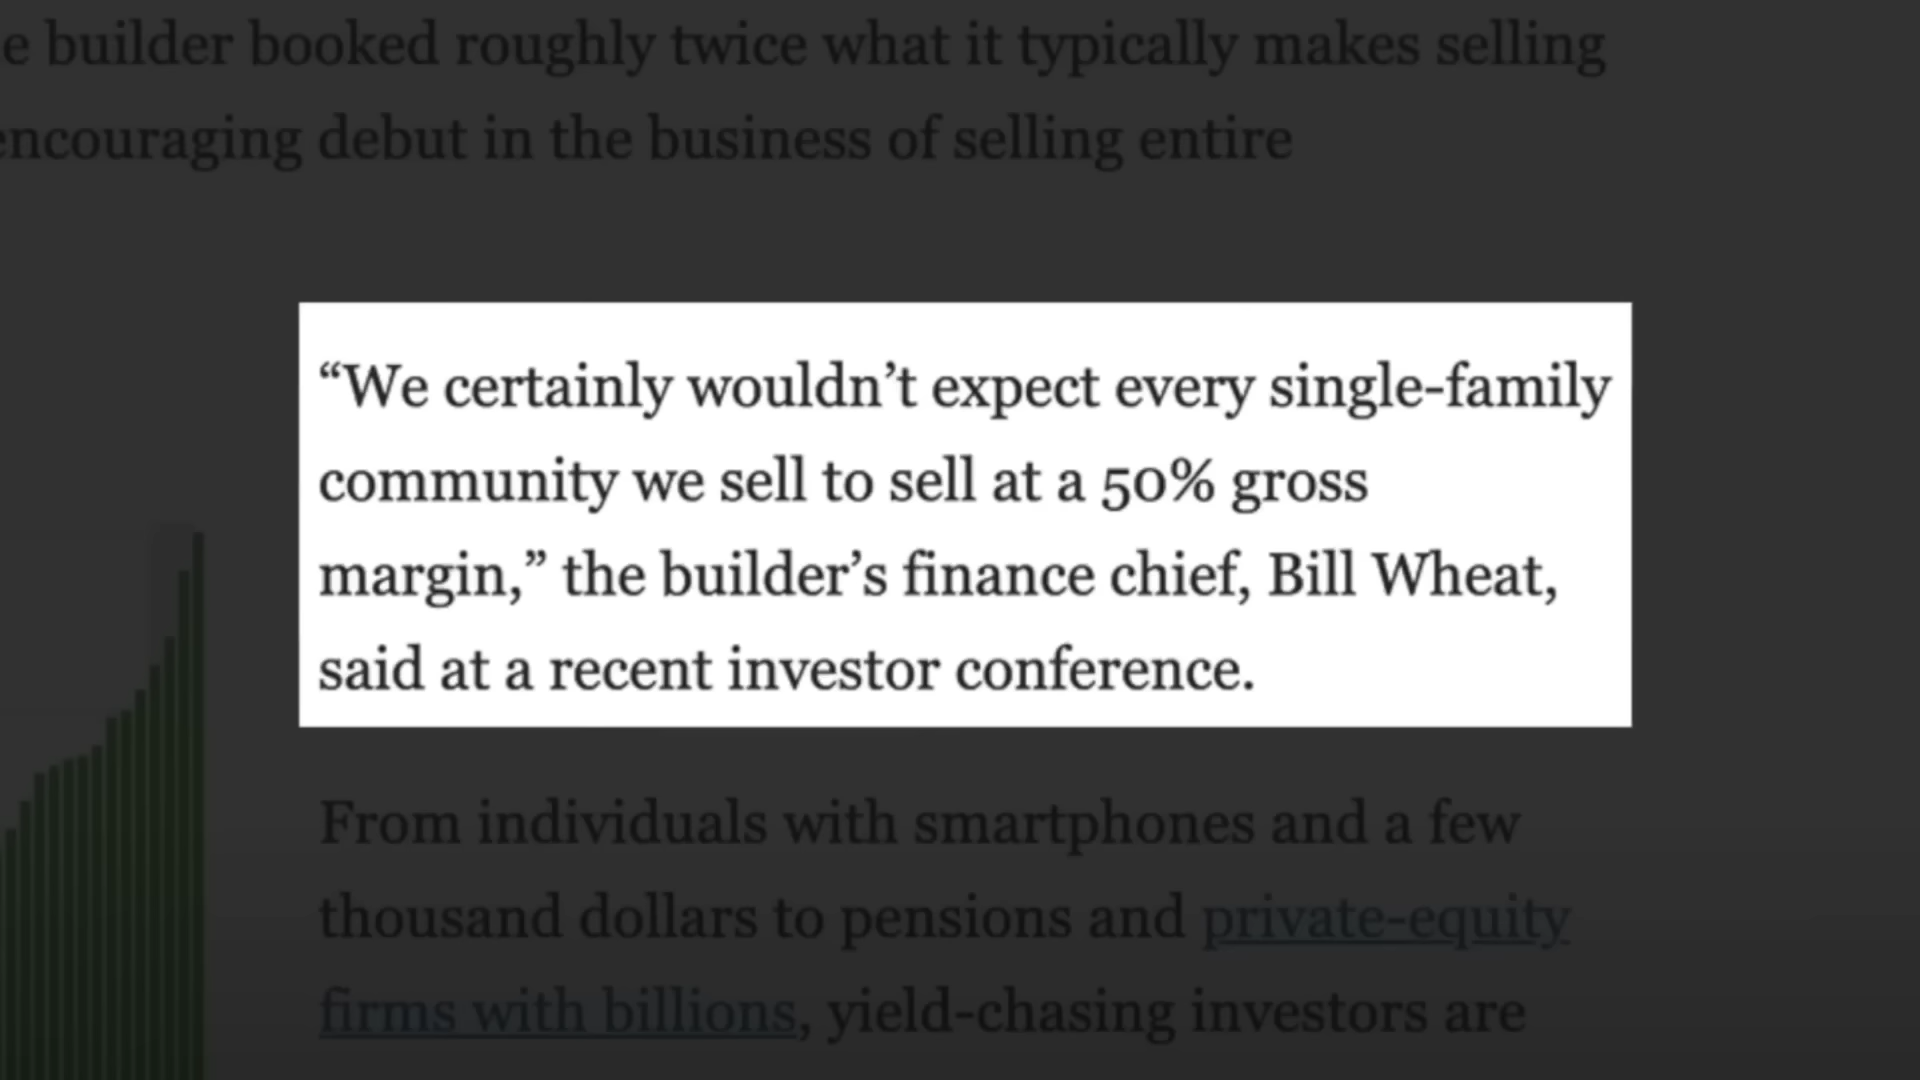 e builder booked roughly twice what it typically makes selling
encouraging debut in the business of selling entire
“We certainly wouldn’t expect every single-family
community we sell to sell at a 50% gross
margin,” the builder’s finance chief, Bill Wheat,
said at a recent investor conference.
From individuals with smartphones and a few
thousand dollars to pensions and private-equity
firms with billions, yield-chasing investors are